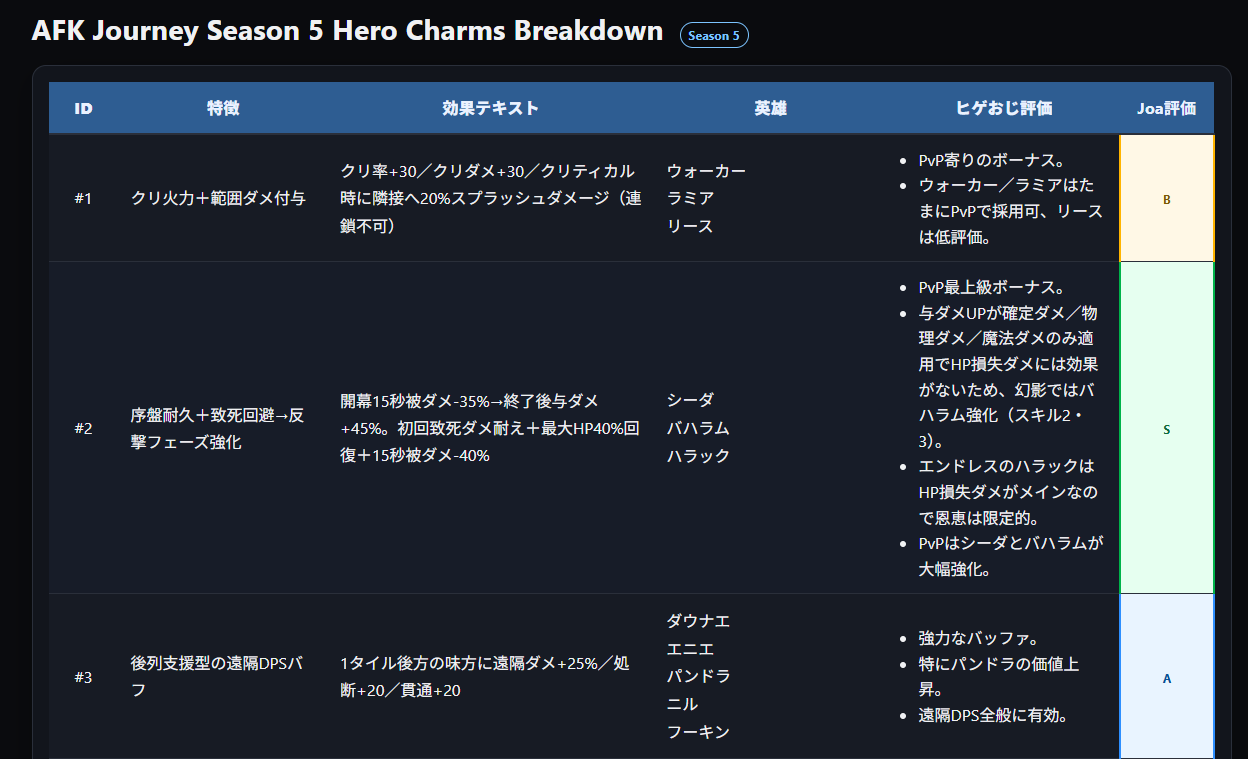 AFK Journey Season 5 Hero Charms Breakdown
Season 5
ID 特徴 効果テキスト 英雄 ヒゲおじ評価 Joa評価
#1
クリ火力＋範囲ダメ付与
クリ率+30／クリダメ+30／クリティカル
時に隣接へ20%スプラッシュダメージ（連
鎖不可）
ウォーカー
ラミア
リース
• PvP寄りのボーナス。
• ウォーカー／ラミアはた
まにPvPで採用可、リース
は低評価。
B
#2
序盤耐久＋致死回避→反
撃フェーズ強化
開幕15秒被ダメ-35%→終了後与ダメ
+45%。初回致死ダメ耐え＋最大HP40%回
復＋15秒被ダメ-40%
シーダ
バハラム
ハラック
• PvP最上級ボーナス。
• 与ダメUPが確定ダメ／物
理ダメ／魔法ダメのみ適
用でHP損失ダメには効果
がないため、幻影ではバ
ハラム強化（スキル2・
3）。
• エンドレスのハラックは
HP損失ダメがメインなの
で恩恵は限定的。
• PvPはシーダとバハラムが
大幅強化。
S
#3
後列支援型の遠隔DPSバ
フ
1タイル後方の味方に遠隔ダメ+25%／処
断+20／貫通+20
ダウナエ
エニエ
パンドラ
ニル
フーキン
• 強力なバッファ。
• 特にパンドラの価値上
昇。
• 遠隔DPS全般に有効。
A